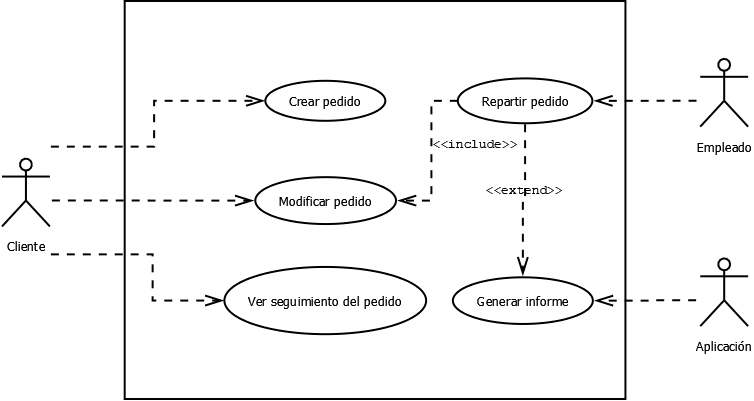 Crear pedido
Repartir pedido
Empleado
<<include>>
<<extend>>
Modificar pedido
Cliente
Ver seguimiento del pedido
Generar informe
Aplicación